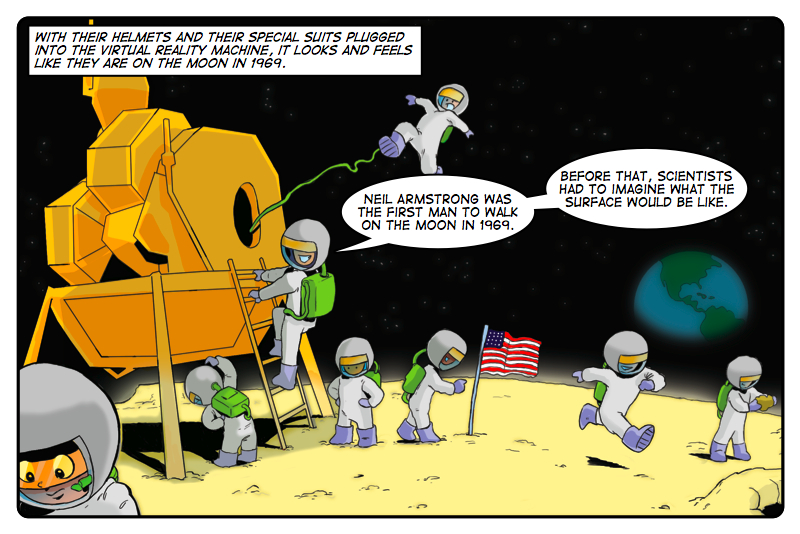 WITH THEIR HELMETS AND THEIR SPECIAL SUITS PLUGGED
INTO THE VIRTUAL REALITY MACHINE, IT LOOKS AND FEELS
LIKE THEY ARE ON THE MOON IN 1969.
NEIL ARMSTRONG WAS
THE FIRST MAN TO WALK
ON THE MOON IN 1969.
BEFORE THAT, SCIENTISTS
HAD TO IMAGINE WHAT THE
SURFACE WOULD BE LIKE.